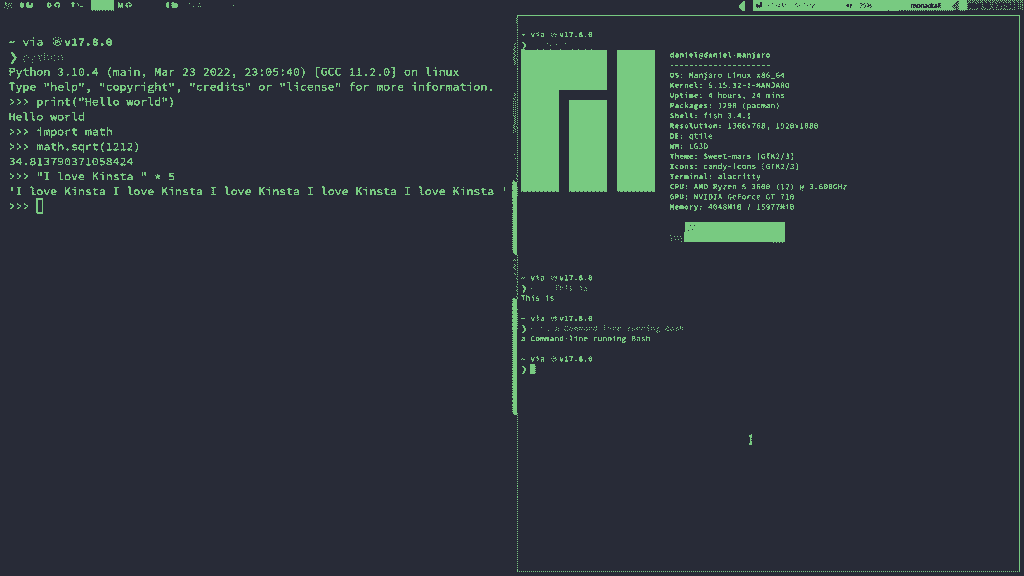 ~ via v17.8.0
❯ python
Python 3.10.4 (main, Mar 23 2022, 23:05:40) [GCC 11.2.0] on linux
Type "help", "copyright", "credits" or "license" for more information.
>>> print("Hello world")
Hello world
>>> import math
>>> math.sqrt(1212)
34.813790371058424
>>> "I love Kinsta " * 5
'I love Kinsta I love Kinsta I love Kinsta I love Kinsta I love Kinsta '
>>>
~ via v17.8.0
❯
daniel@daniel-manjaro
---------------------
OS: Manjaro Linux x86_64
Kernel: 5.15.32-1-MANJARO
Uptime: 4 hours, 24 mins
Packages: 1290 (pacman)
Shell: fish 3.4.1
Resolution: 1366x768, 1920x1080
DE: qtile
WM: LG3D
Theme: Sweet-mars [GTK2/3]
Icons: candy-icons [GTK2/3]
Terminal: alacritty
CPU: AMD Ryzen 5 3600 (12) @ 3.600GHz
GPU: NVIDIA GeForce GT 710
Memory: 4048MiB / 15977MiB
~ via v17.8.0
❯ This is
This is
~ via v17.8.0
❯ a Command-line running Bash
a Command-line running Bash
~ via v17.8.0
❯